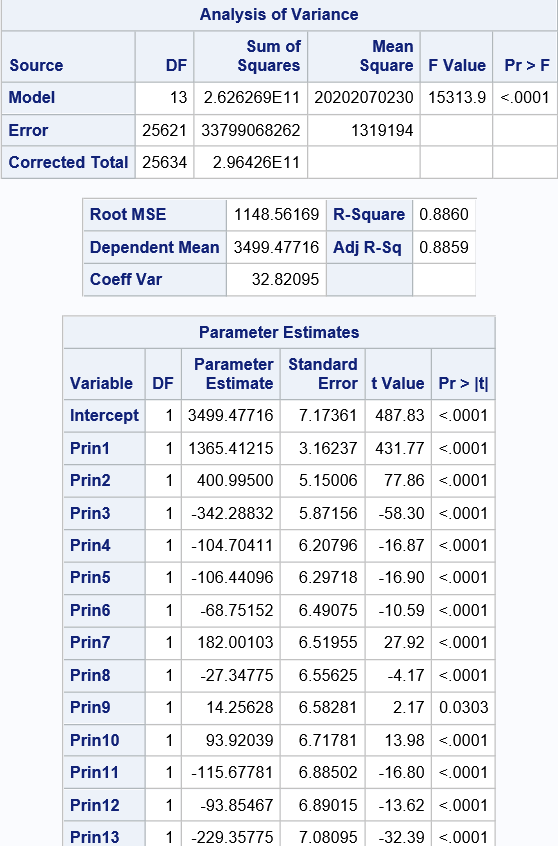 Analysis of Variance
Source DF Sum of Squares Mean Square F Value Pr > F
Model 13 2.626269E11 20202070230 15313.9 <.0001
Error 25621 33799068262 1319194
Corrected Total 25634 2.96426E11
Root MSE 1148.56169 R-Square 0.8860
Dependent Mean 3499.47716 Adj R-Sq 0.8859
Coeff Var 32.82095
Parameter Estimates
Variable DF Parameter Estimate Standard Error t Value Pr > |t|
Intercept 1 3499.47716 7.17361 487.83 <.0001
Prin1 1 1365.41215 3.16237 431.77 <.0001
Prin2 1 400.99500 5.15006 77.86 <.0001
Prin3 1 -342.28832 5.87156 -58.30 <.0001
Prin4 1 -104.70411 6.20796 -16.87 <.0001
Prin5 1 -106.44096 6.29718 -16.90 <.0001
Prin6 1 -68.75152 6.49075 -10.59 <.0001
Prin7 1 182.00103 6.51955 27.92 <.0001
Prin8 1 -27.34775 6.55625 -4.17 <.0001
Prin9 1 14.25628 6.58281 2.17 0.0303
Prin10 1 93.92039 6.71781 13.98 <.0001
Prin11 1 -115.67781 6.88502 -16.80 <.0001
Prin12 1 -93.85467 6.89015 -13.62 <.0001
Prin13 1 -229.35775 7.08095 -32.39 <.0001